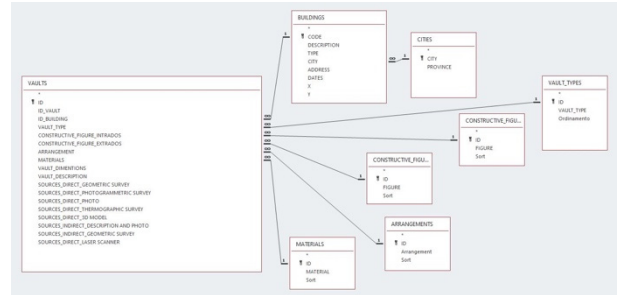 VAULTS
*
ID
ID_VAULT
ID_BUILDING
VAULT_TYPE
CONSTRUCTIVE_FIGURE_INTRADOS
CONSTRUCTIVE_FIGURE_EXTRADOS
ARRANGEMENT
MATERIALS
VAULT_DIMENTIONS
VAULT_DESCRIPTION
SOURCES_DIRECT_GEOMETRIC SURVEY
SOURCES_DIRECT_PHOTOGRAMMETRIC SURVEY
SOURCES_DIRECT_PHOTO
SOURCES_DIRECT_THERMOGRAPHIC SURVEY
SOURCES_DIRECT_3D MODEL
SOURCES_INDIRECT_DESCRIPTION AND PHOTO
SOURCES_INDIRECT_GEOMETRIC SURVEY
SOURCES_DIRECT_LASER SCANNER
BUILDINGS
*
CODE
DESCRIPTION
TYPE
CITY
ADDRESS
DATES
X
Y
CITIES
*
CITY
PROVINCE
VAULT_TYPES
*
ID
VAULT_TYPE
Ordinamento
CONSTRUCTIVE_FIGU...
*
ID
FIGURE
Sort
CONSTRUCTIVE_FIGU...
*
ID
FIGURE
Sort
ARRANGEMENTS
*
ID
Arrangement
Sort
MATERIALS
*
ID
MATERIAL
Sort